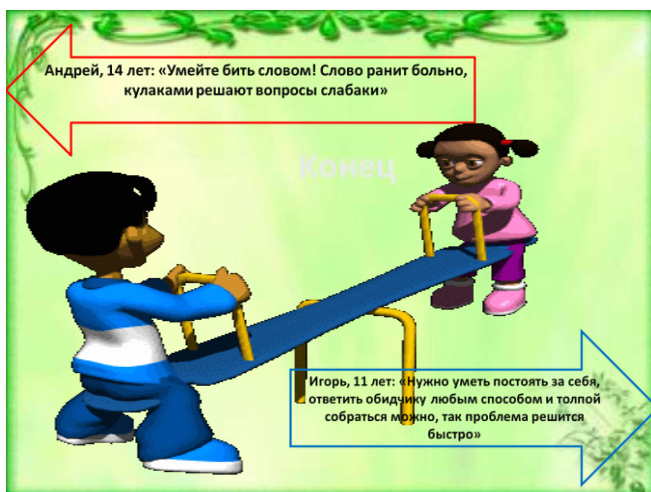 Андрей, 14 лет: «Умейте бить словом! Слово ранит больно,
кулаками решают вопросы слабаки»
Конец
Игорь, 11 лет: «Нужно уметь постоять за себя,
ответить обидчику любым способом и толпой
собраться можно, так проблема решится
быстро»